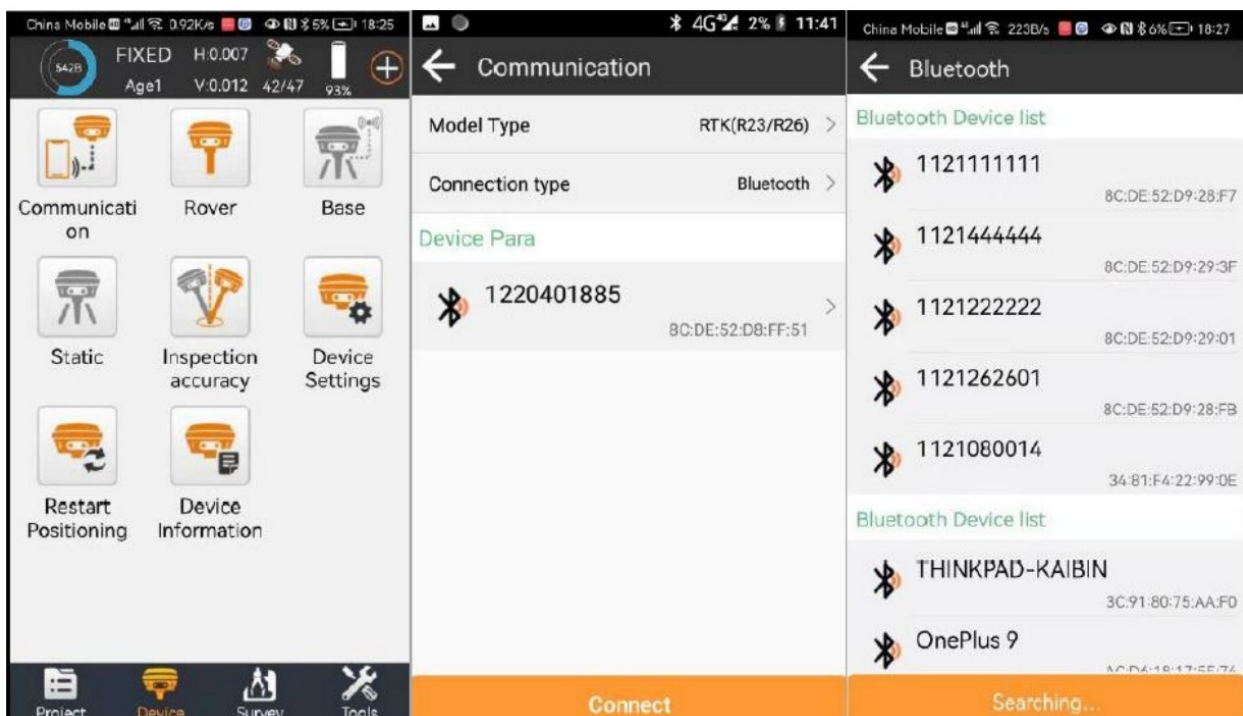 China Mobile HD 4G 0.92K/s 5% 18:25
542B
FIXED H:0.007
Age1 V:0.012 42/47 93%
Communicati
on
Rover
Base
Static
Inspection
accuracy
Device
Settings
Restart
Positioning
Device
Information
Project Device Survey Tools
4G 2% 11:41
Communication
Model Type RTK(R23/R26) >
Connection type Bluetooth >
Device Para
1220401885 >
8C:DE:52:D8:FF:51
Connect
China Mobile HD 223B/s 6% 18:27
Bluetooth
Bluetooth Device list
1121111111
8C:DE:52:D9:28:F7
1121444444
8C:DE:52:D9:29:3F
1121222222
8C:DE:52:D9:29:01
1121262601
8C:DE:52:D9:28:FB
1121080014
34:81:F4:22:99:0E
Bluetooth Device list
THINKPAD-KAIBIN
3C:91:80:75:AA:F0
OnePlus 9
Searching...